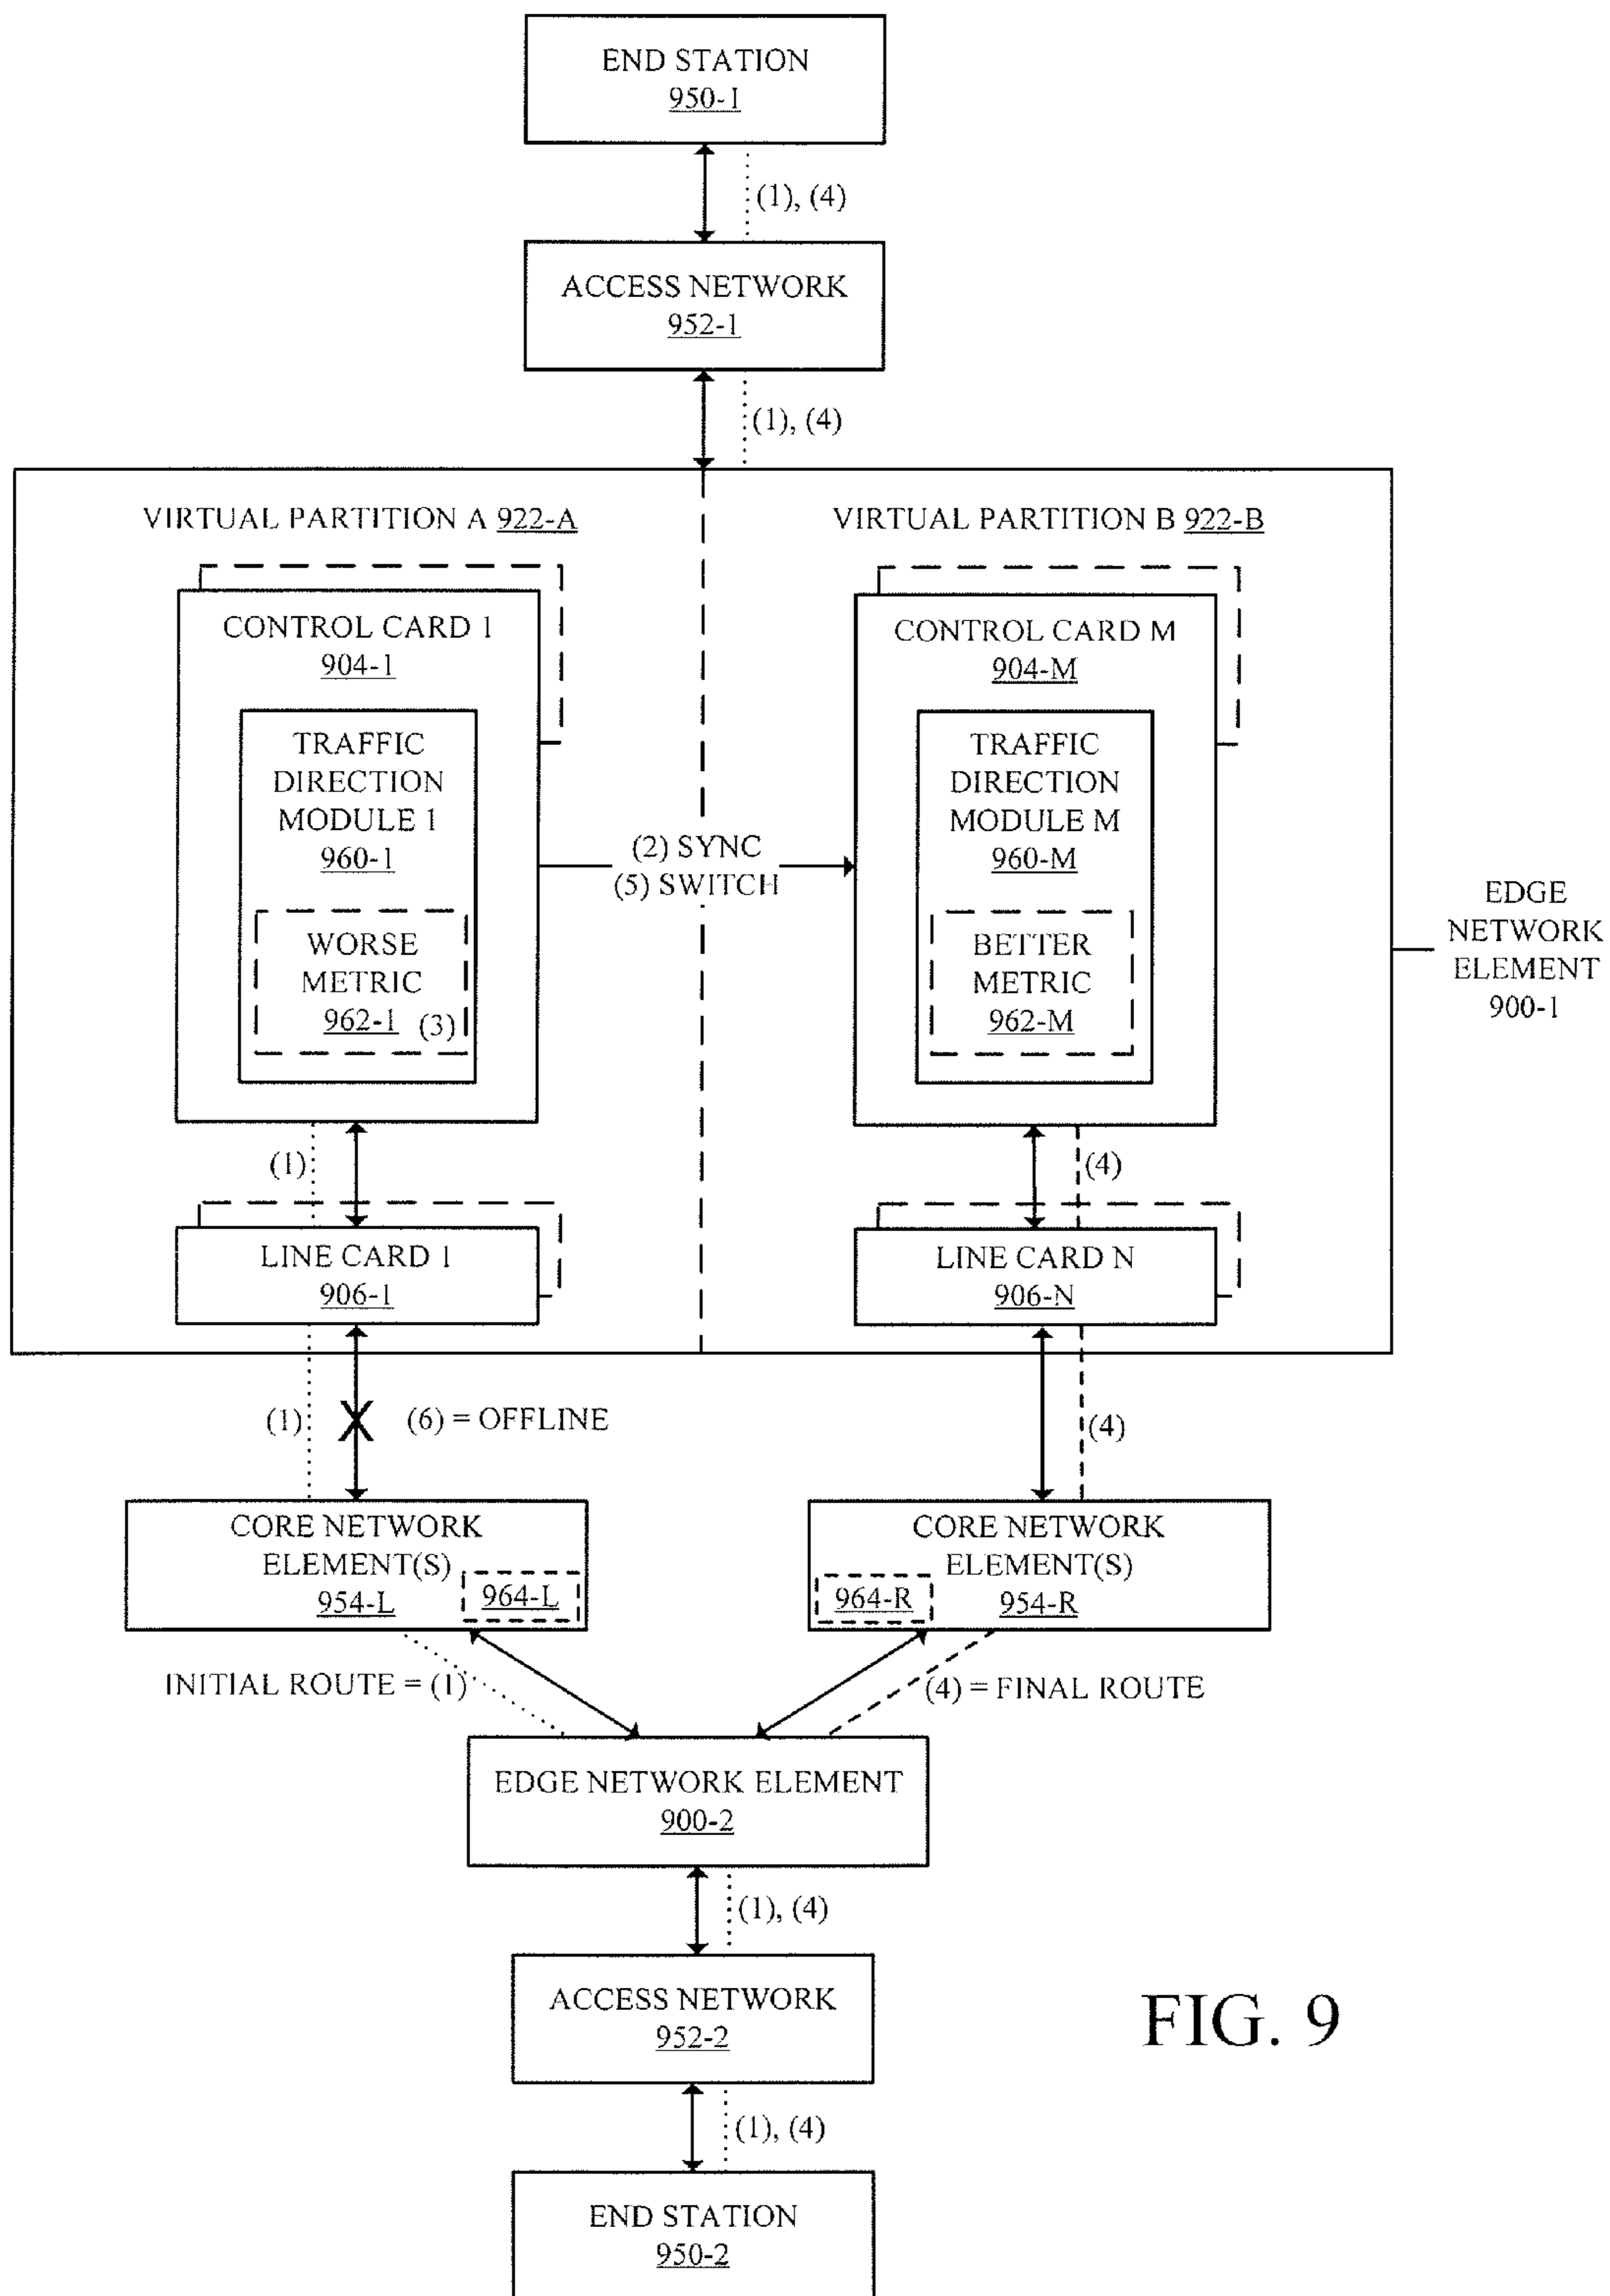 END STATION
950-1
(1), (4)
ACCESS NETWORK
952-1
(1), (4)
VIRTUAL PARTITION A 922-A
VIRTUAL PARTITION B 922-B
CONTROL CARD 1
904-1
TRAFFIC
DIRECTION
MODULE 1
960-1
WORSE
METRIC
962-1 (3)
(2) SYNC
(5) SWITCH
CONTROL CARD M
904-M
TRAFFIC
DIRECTION
MODULE M
960-M
BETTER
METRIC
962-M
EDGE
NETWORK
ELEMENT
900-1
(1)
(4)
LINE CARD 1
906-1
LINE CARD N
906-N
(1)
X
(6) = OFFLINE
(4)
CORE NETWORK
ELEMENT(S)
954-L
964-L
CORE NETWORK
ELEMENT(S)
964-R
954-R
INITIAL ROUTE = (1)
(4) = FINAL ROUTE
EDGE NETWORK ELEMENT
900-2
(1), (4)
ACCESS NETWORK
952-2
(1), (4)
END STATION
950-2
FIG. 9